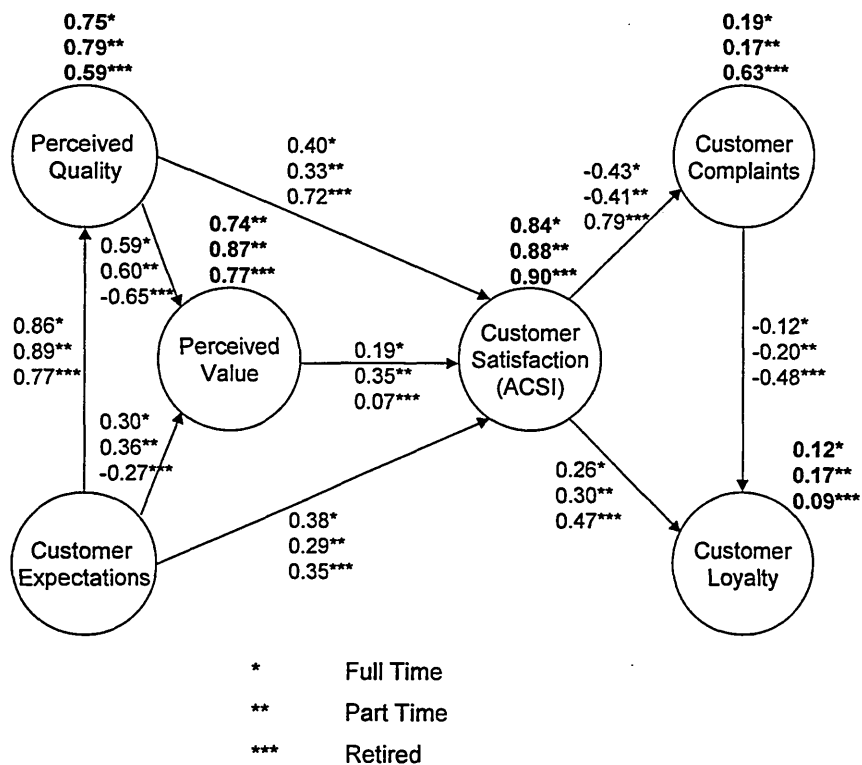 0.75*
0.79**
0.59***
Perceived
Quality
0.19*
0.17**
0.63***
Customer
Complaints
0.40*
0.33**
0.72***
-0.43*
-0.41**
0.79***
0.59*
0.60**
-0.65***
0.74**
0.87**
0.77***
Perceived
Value
0.84*
0.88**
0.90***
Customer
Satisfaction
(ACSI)
0.86*
0.89**
0.77***
0.19*
0.35**
0.07***
-0.12*
-0.20**
-0.48***
0.30*
0.36**
-0.27***
0.38*
0.29**
0.35***
0.26*
0.30**
0.47***
0.12*
0.17**
0.09***
Customer
Expectations
Customer
Loyalty
* Full Time
** Part Time
*** Retired